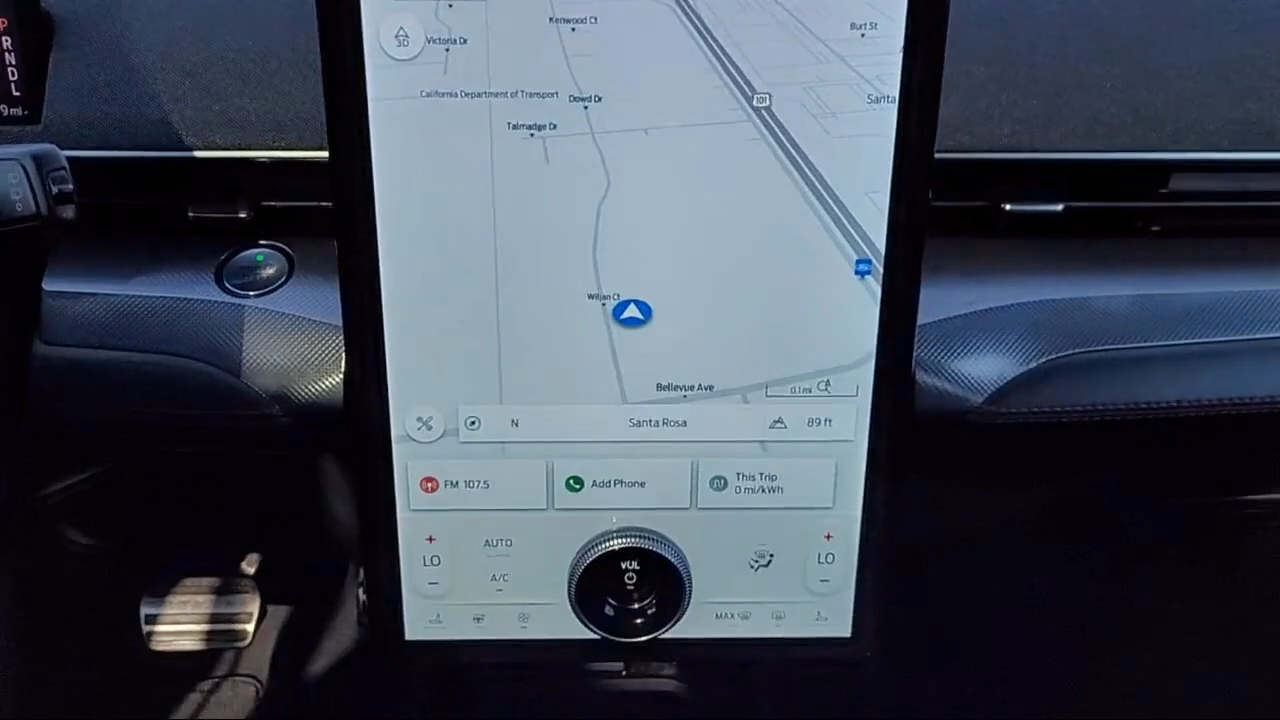 P
R
N
D
L
9 mi
Kenwood Ct
Burt St
3D
Victoria Dr
California Department of Transport
Dowd Dr
101
Santa
Talmadge Dr
Wiljan Ct
Bellevue Ave
0.1 mi
N
Santa Rosa
89 ft
FM 107.5
Add Phone
This Trip
0 mi/kWh
+
AUTO
VOL
+
LO
A/C
LO
-
-
MAX